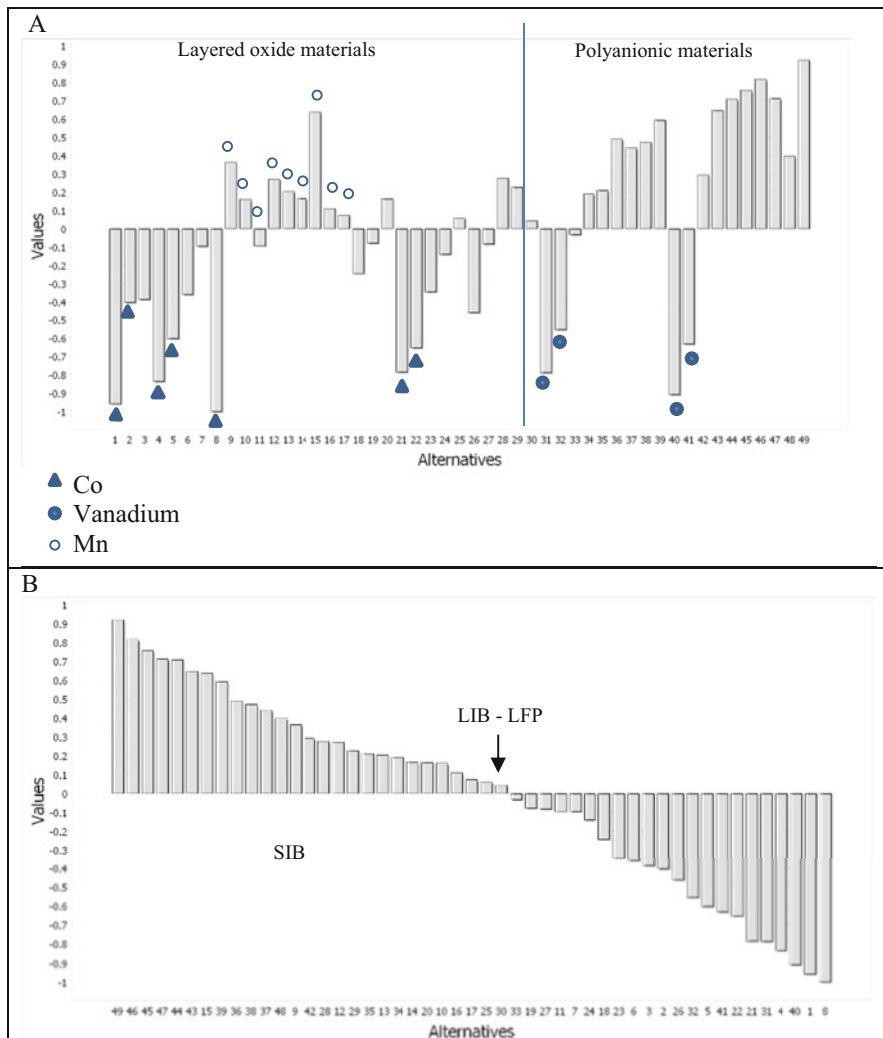 A
Layered oxide materials
Polyanionic materials
1
0.9
0.8
0.7
0.6
0.5
0.4
0.3
0.2
0.1
0
-0.1
-0.2
-0.3
-0.4
-0.5
-0.6
-0.7
-0.8
-0.9
-1
Values
1 2 3 4 5 6 7 8 9 10 11 12 13 14 15 16 17 18 19 20 21 22 23 24 25 26 27 28 29 30 31 32 33 34 35 36 37 38 39 40 41 42 43 44 45 46 47 48 49
Alternatives
Co
Vanadium
Mn
B
1
0.9
0.8
0.7
0.6
0.5
0.4
0.3
0.2
0.1
0
-0.1
-0.2
-0.3
-0.4
-0.5
-0.6
-0.7
-0.8
-0.9
-1
Values
LIB - LFP
SIB
49 46 45 47 44 43 15 39 36 38 37 48 9 42 28 12 29 35 13 34 14 20 10 16 17 25 30 33 19 27 11 7 24 18 23 6 3 2 26 32 5 41 22 21 31 4 40 1 8
Alternatives